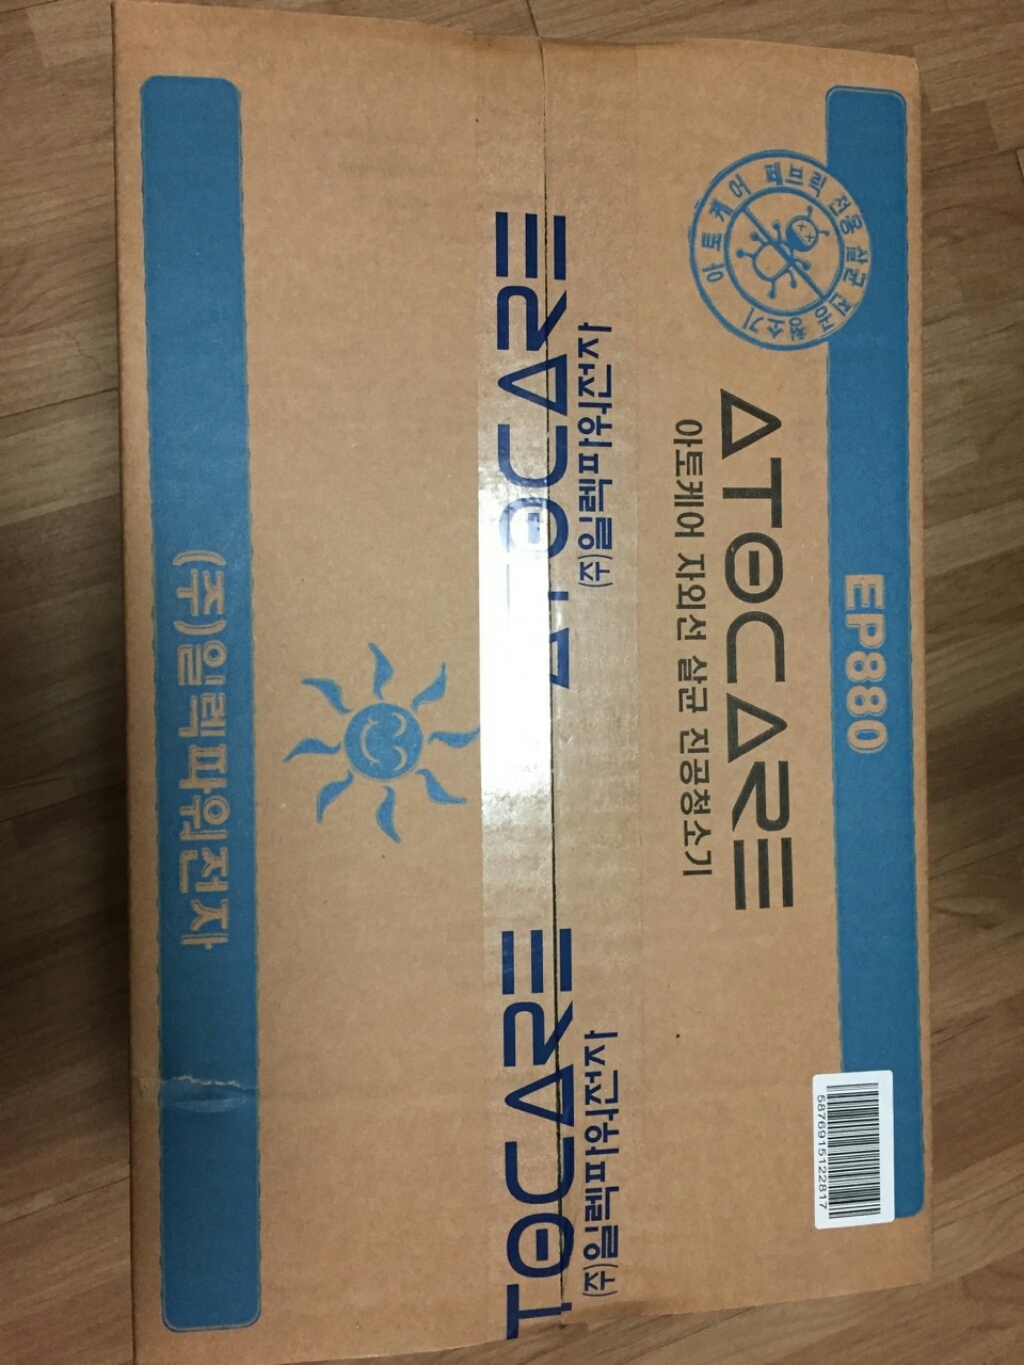 EP880
아토케어 패브릭 전용 살균 진공 청소기
ATOCARE
아토케어 자외선 살균 진공청소기
ATOCARE
(주)일렉파워전자
TOCARE
(주)일렉파워전자
(주)일렉파워전자
5876915122817